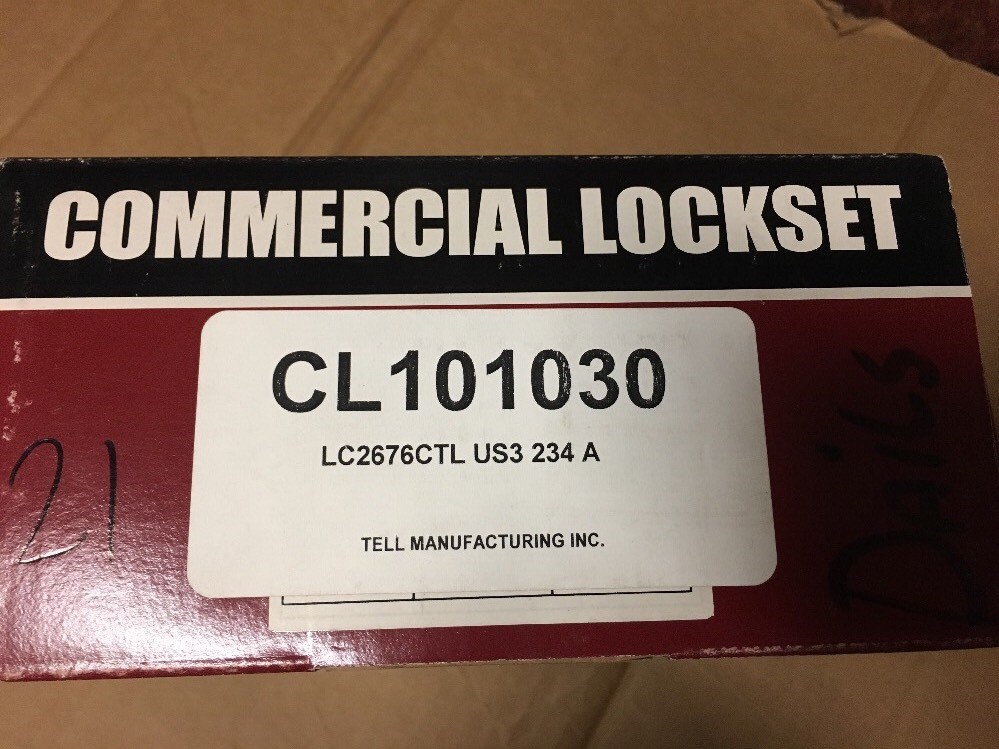 COMMERCIAL LOCKSET
CL101030
LC2676CTL US3 234 A
TELL MANUFACTURING INC.
21
DAiLS